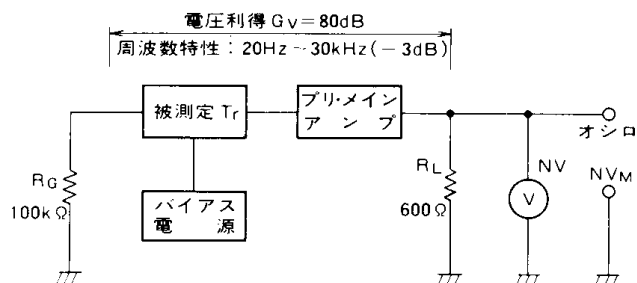 電圧利得 Gv=80dB
周波数特性：20Hz～30kHz(－3dB)
被測定 Tr
プリ・メイン
アンプ
オシロ
RG
100kΩ
バイアス
電源
RL
600Ω
NV
V
NVM